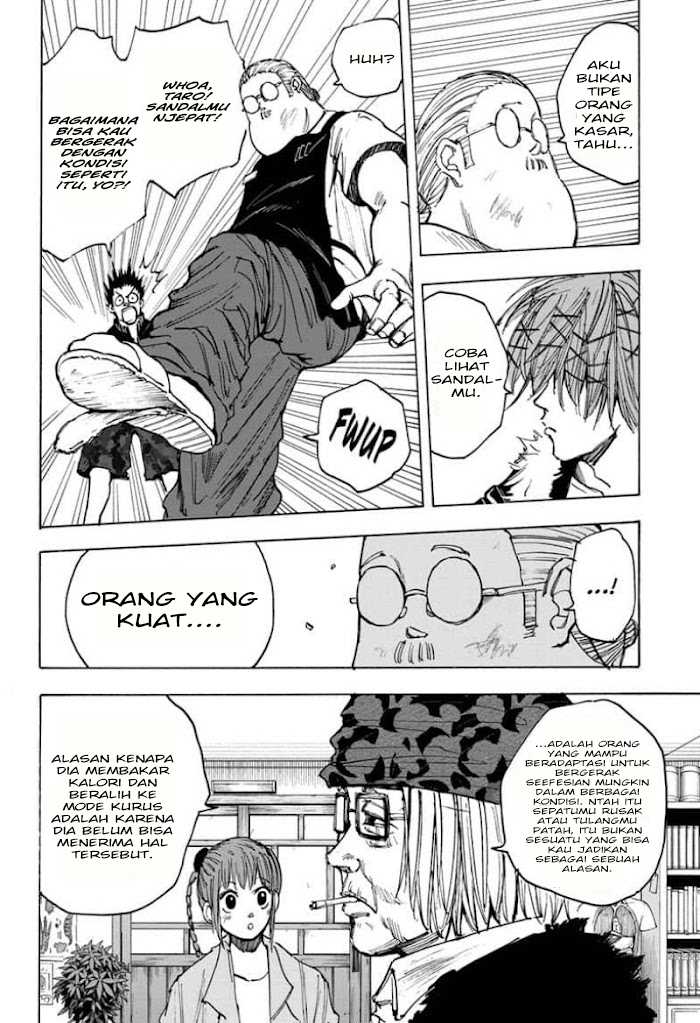 AKU
BUKAN
TIPE
ORANG
YANG
KASAR,
TAHU...
HUH?
WHOA,
TARO!
SANDALMU
NJEPAT!
BAGAIMANA
BISA KAU
BERGERAK
DENGAN
KONDISI
SEPERTI
ITU, YO?!
FWUP
COBA
LIHAT
SANDAL-
MU.
...!
ORANG YANG
KUAT....
...ADALAH ORANG
YANG MAMPU
BERADAPTASI UNTUK
BERGERAK
SEEFESIAN MUNGKIN
DALAM BERBAGAI
KONDISI. NTAH ITU
SEPATUMU RUSAK
ATAU TULANGMU
PATAH, ITU BUKAN
SESUATU YANG BISA
KAU JADIKAN
SEBAGAI SEBUAH
ALASAN.
ALASAN KENAPA
DIA MEMBAKAR
KALORI DAN
BERALIH KE
MODE KURUS
ADALAH KARENA
DIA BELUM BISA
MENERIMA HAL
TERSEBUT.